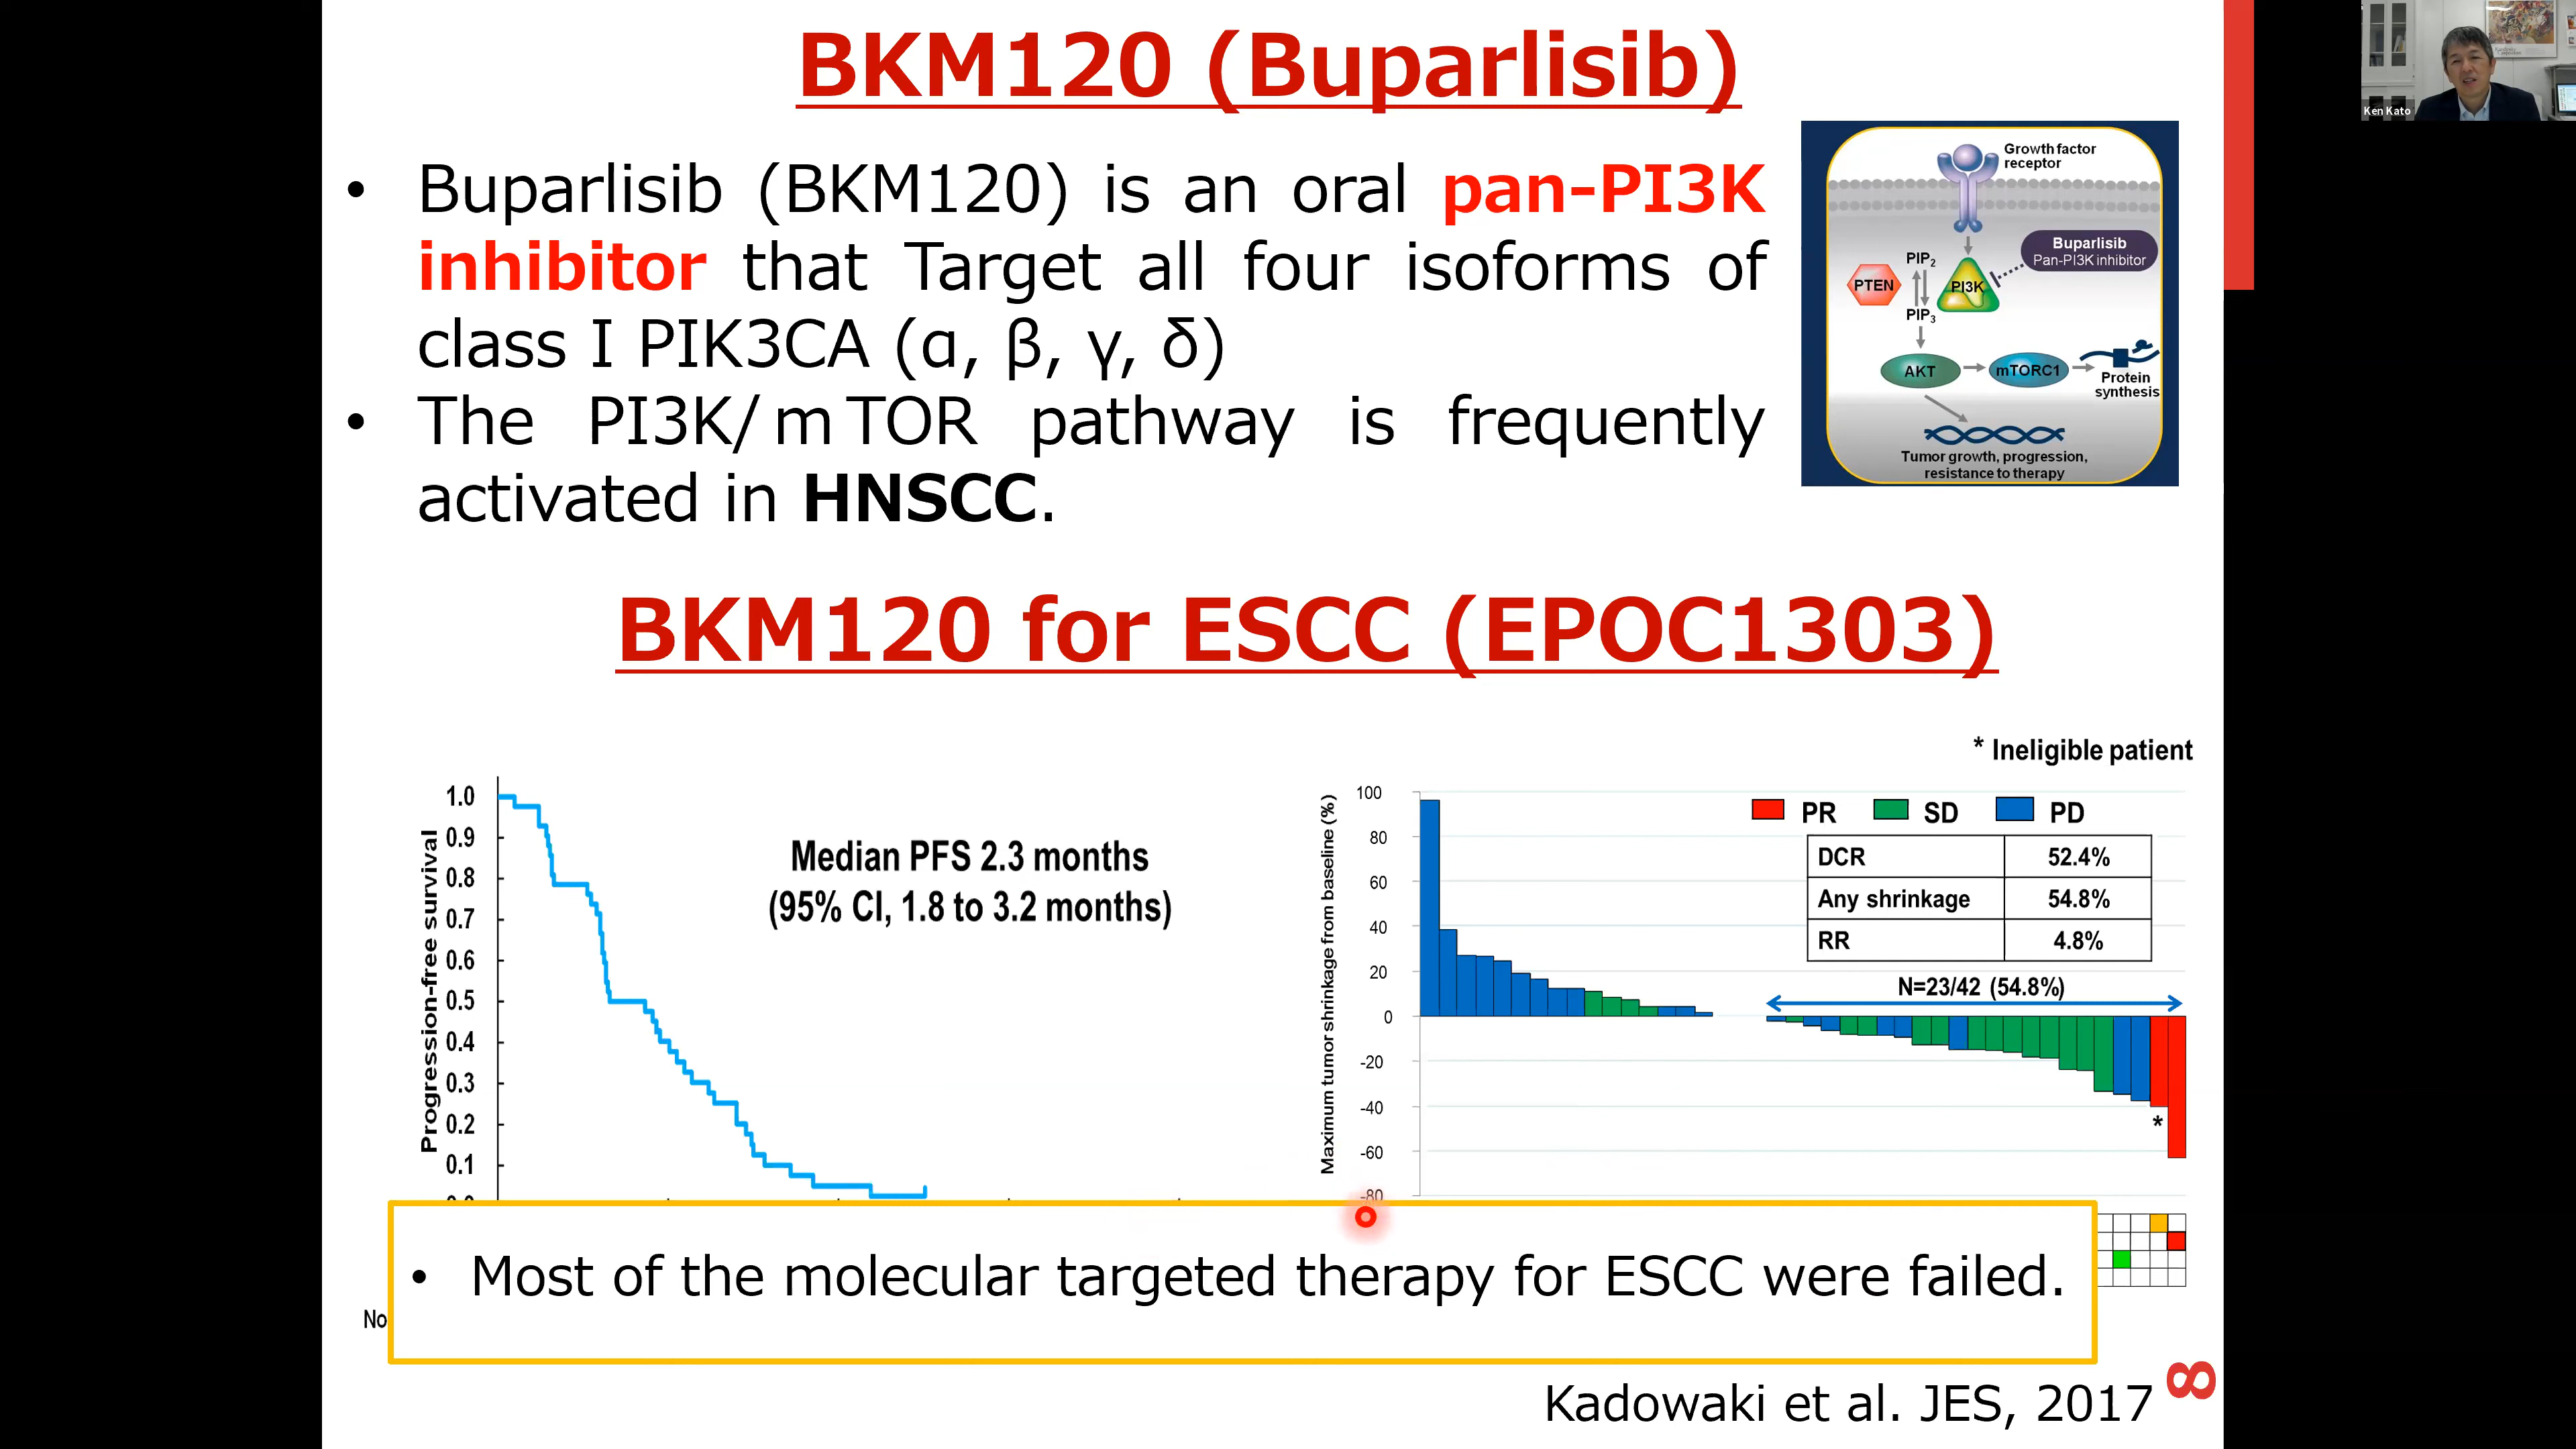 BKM120 (Buparlisib)
Ken Kato
• Buparlisib (BKM120) is an oral pan-PI3K
inhibitor that Target all four isoforms of
class I PIK3CA (α, β, γ, δ)
• The PI3K/mTOR pathway is frequently
activated in HNSCC.
Growth factor
receptor
Buparlisib
Pan-PI3K inhibitor
PIP2
PTEN
PI3K
PIP3
AKT
mTORC1
Protein
synthesis
Tumor growth, progression,
resistance to therapy
BKM120 for ESCC (EPOC1303)
Progression-free survival
1.0
0.9
0.8
0.7
0.6
0.5
0.4
0.3
0.2
0.1
Median PFS 2.3 months
(95% CI, 1.8 to 3.2 months)
No
* Ineligible patient
Maximum tumor shrinkage from baseline (%)
100
80
60
40
20
0
-20
-40
-60
-80
PR SD PD
DCR 52.4%
Any shrinkage 54.8%
RR 4.8%
N=23/42 (54.8%)
*
• Most of the molecular targeted therapy for ESCC were failed.
Kadowaki et al. JES, 2017
8